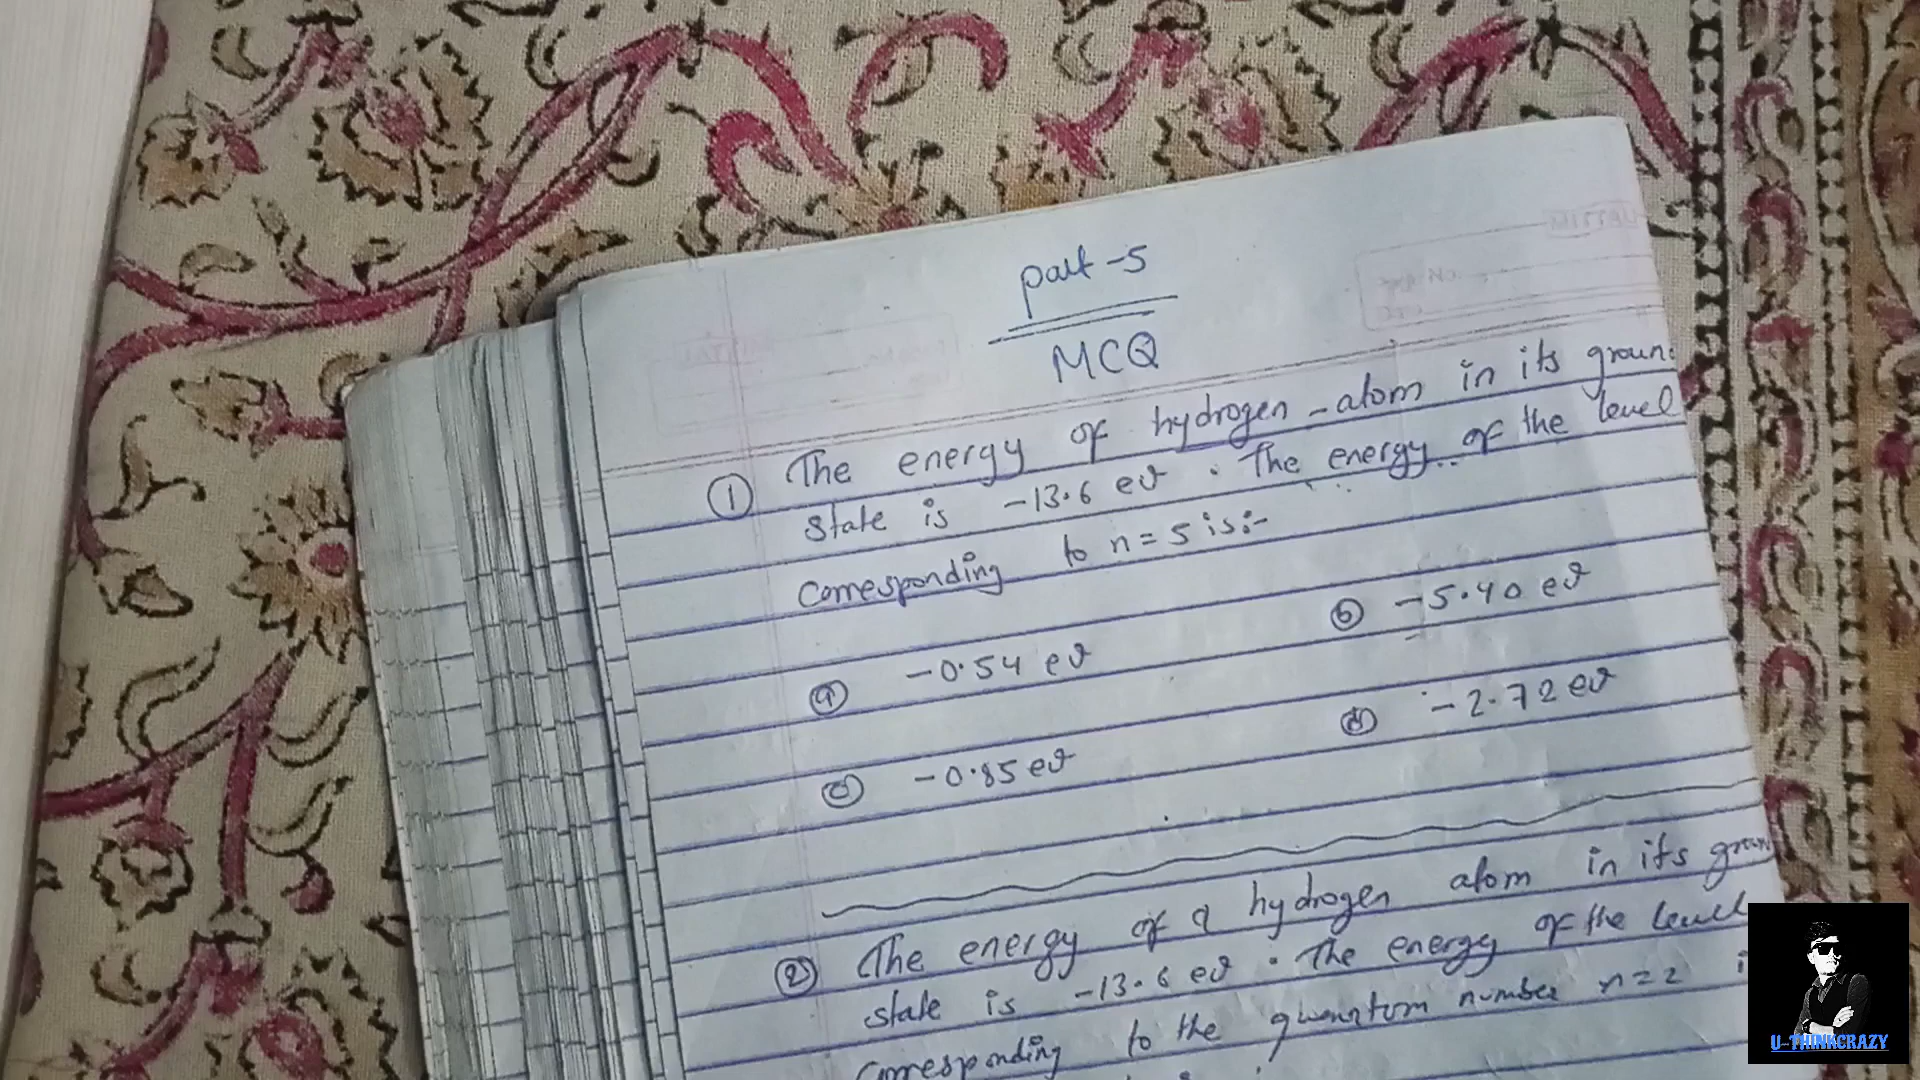 part-5
MCQ
① The energy of hydrogen-atom in its
state is -13.6 ev. The energy of the level
corresponding to n = 5 is:-
ⓐ -0.54 ev ⓑ -5.40 ev
ⓒ -0.85 ev ⓓ -2.72 ev
② The energy of a hydrogen atom in its
state is -13.6 ev. The energy of the level
corresponding to the quantum number n=2
U-THINKCRAZY